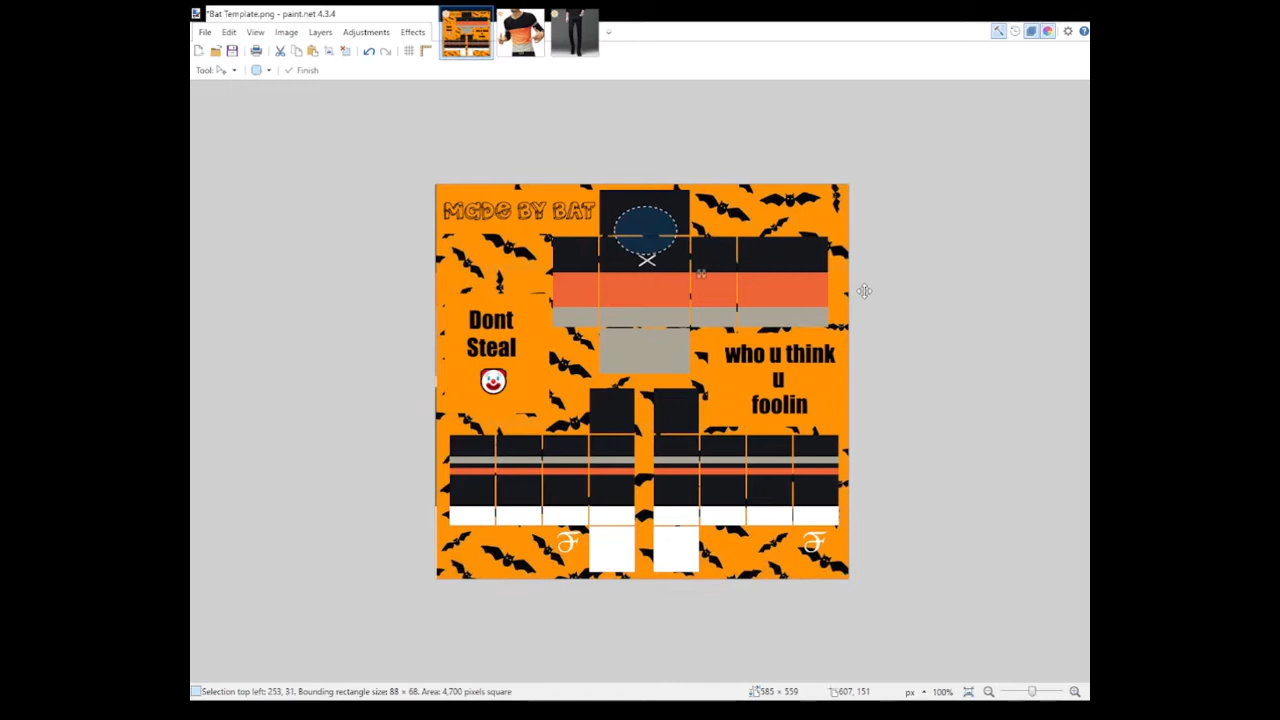 *Bat Template.png - paint.net 4.3.4
File Edit View Image Layers Adjustments Effects
Tool: Finish
MADE BY BAT
Dont
Steal
who u think
u
foolin
Selection top left: 253, 31. Bounding rectangle size: 88 × 68. Area: 4,700 pixels square
585 × 559
607, 151
px
100%